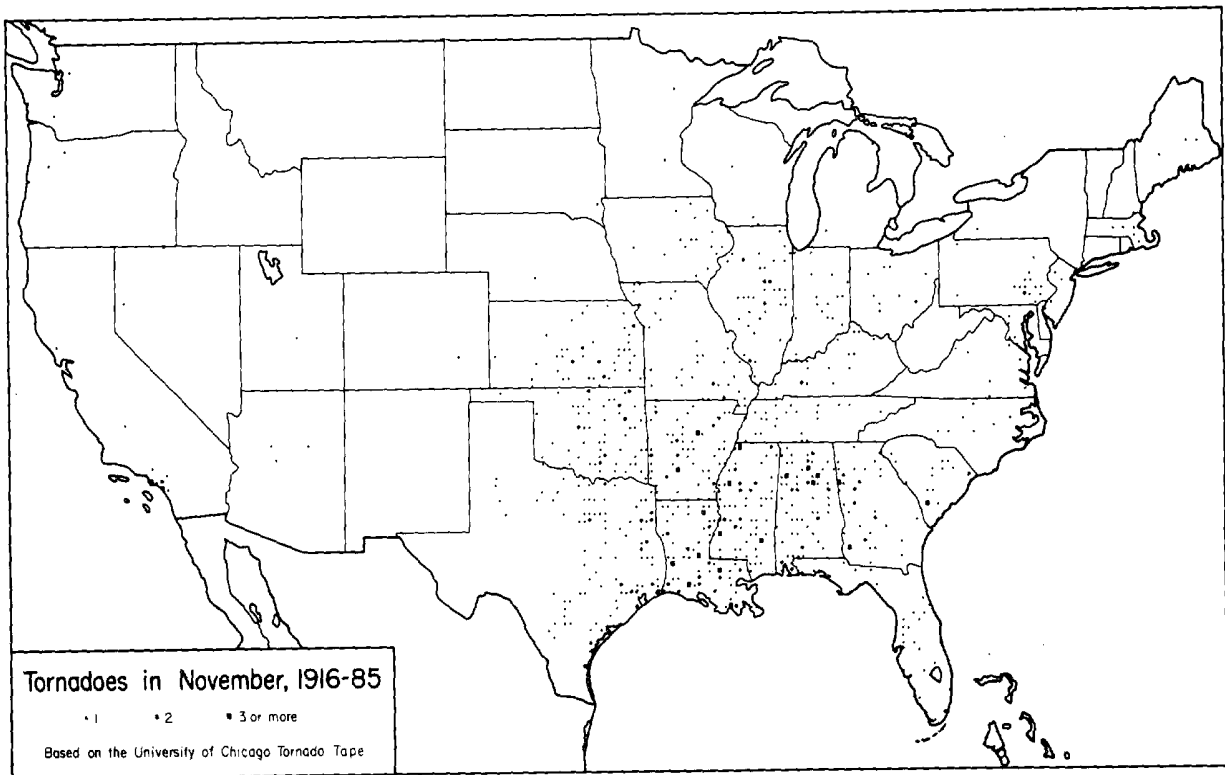 Tornadoes in November, 1916-85
1 2 3 or more
Based on the University of Chicago Tornado Tape